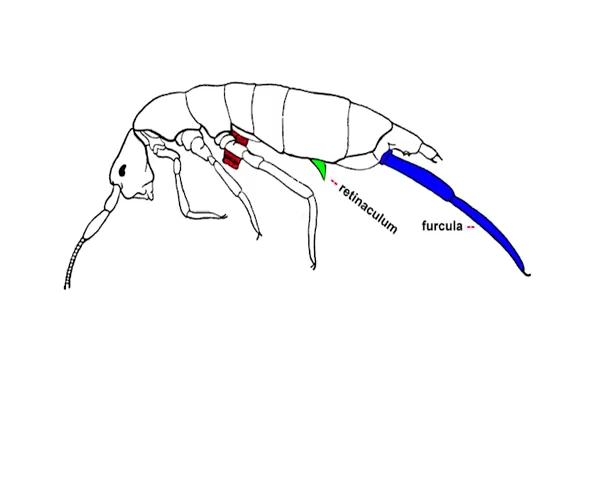 -- retinaculum
furcula --